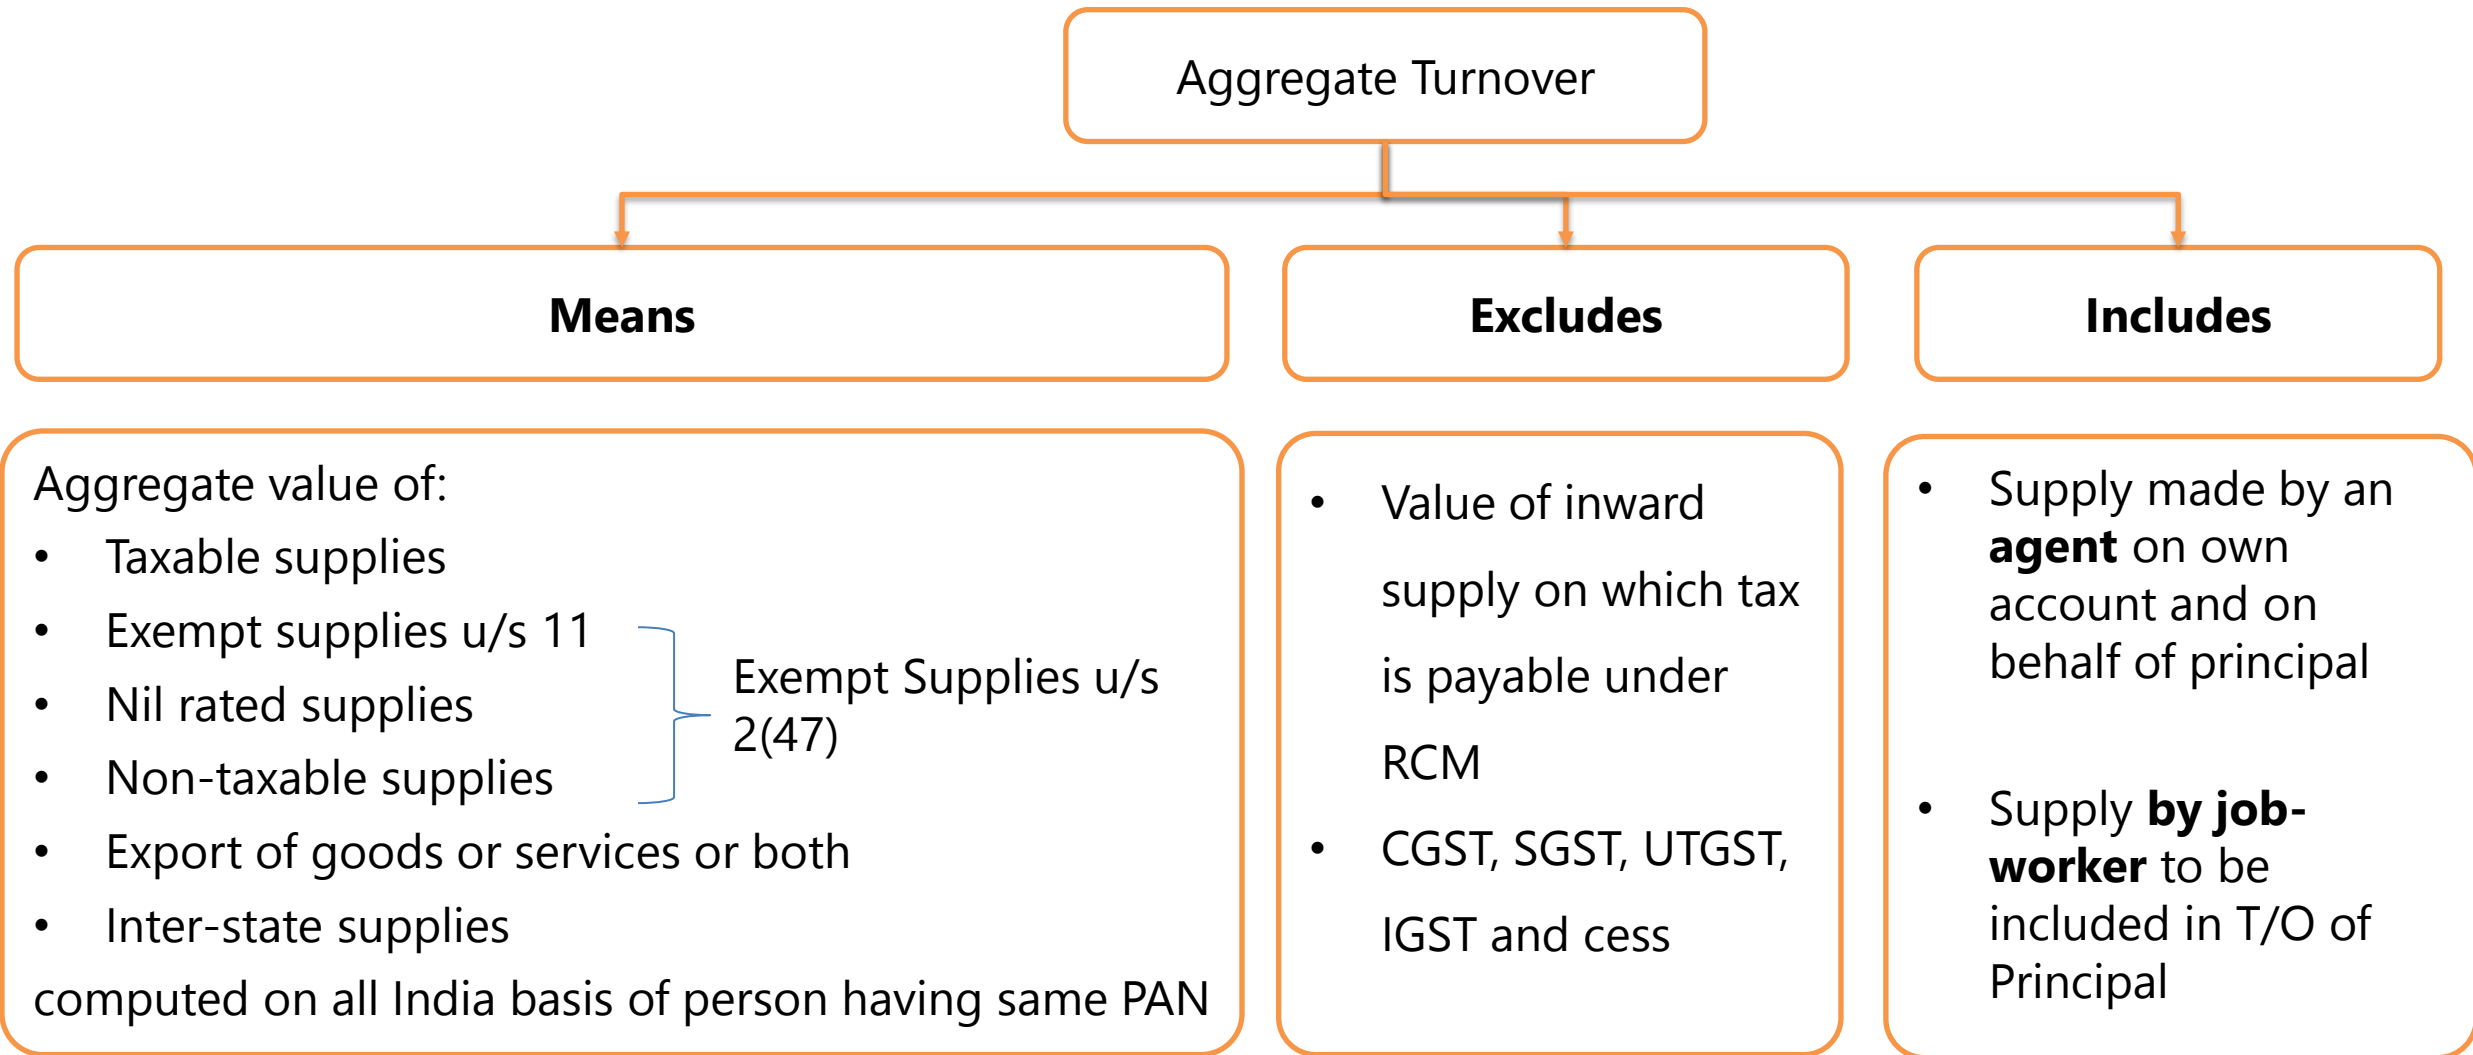 Aggregate Turnover
Means
Excludes
Includes
Aggregate value of:
• Taxable supplies
• Exempt supplies u/s 11
• Nil rated supplies
• Non-taxable supplies
Exempt Supplies u/s
2(47)
• Export of goods or services or both
• Inter-state supplies
computed on all India basis of person having same PAN
• Value of inward
supply on which tax
is payable under
RCM
• CGST, SGST, UTGST,
IGST and cess
• Supply made by an
agent on own
account and on
behalf of principal
• Supply by job-
worker to be
included in T/O of
Principal